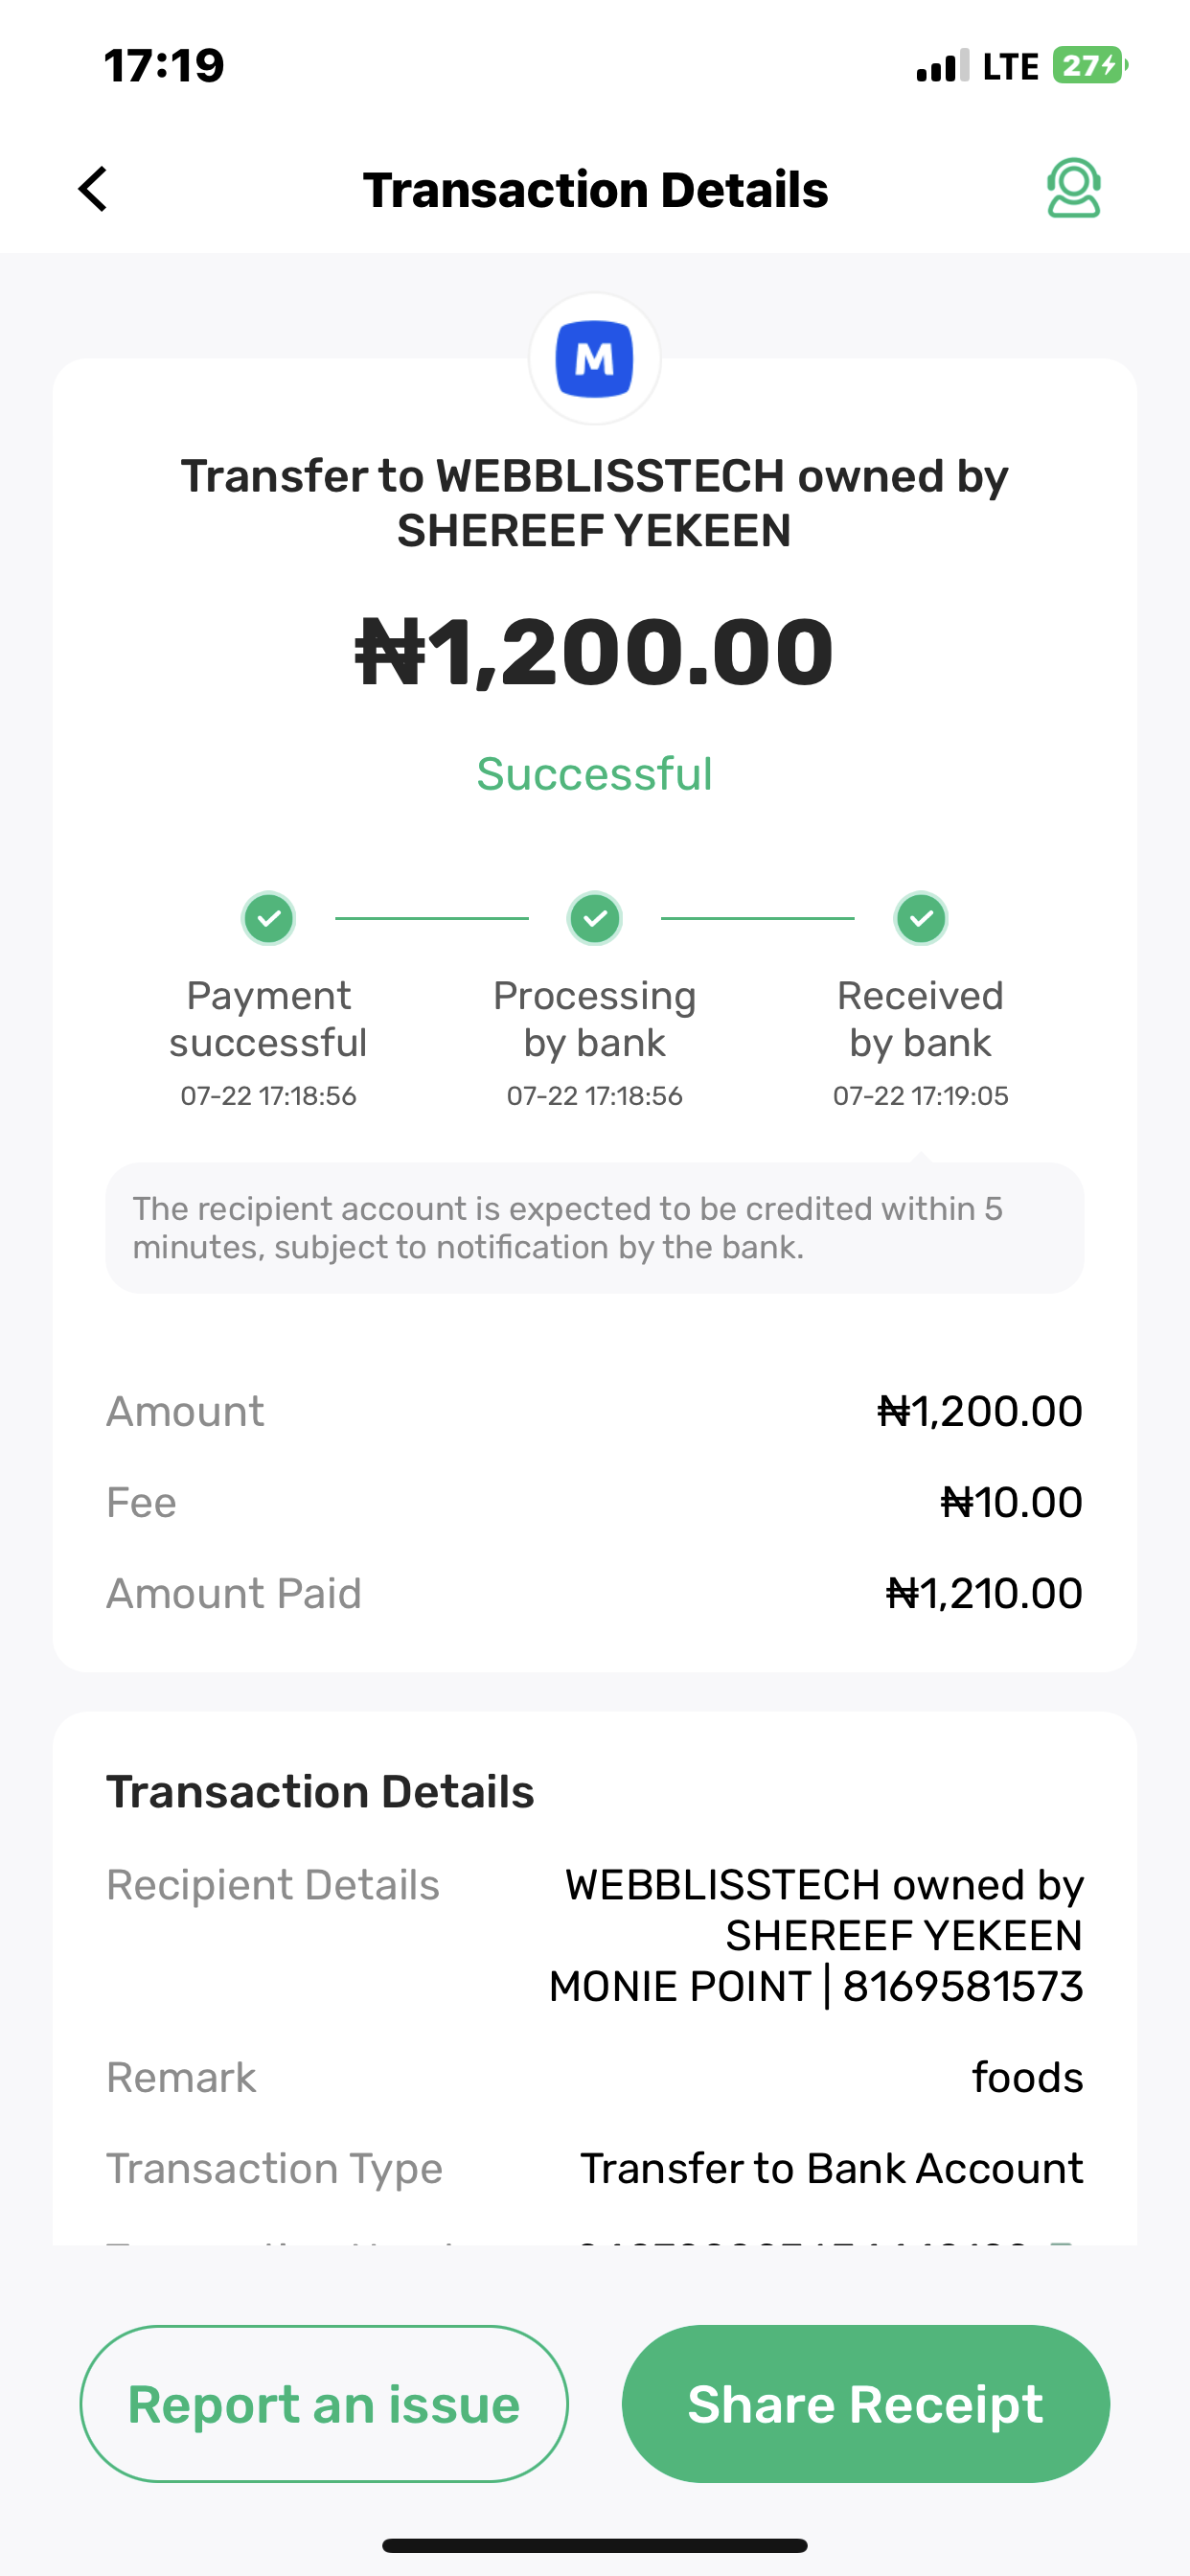 17:19
LTE 27
Transaction Details
M
Transfer to WEBBLISSTECH owned by
SHEREEF YEKEEN
₦1,200.00
Successful
Payment successful
Processing by bank
Received by bank
07-22 17:18:56
07-22 17:18:56
07-22 17:19:05
The recipient account is expected to be credited within 5
minutes, subject to notification by the bank.
Amount ₦1,200.00
Fee ₦10.00
Amount Paid ₦1,210.00
Transaction Details
Recipient Details WEBBLISSTECH owned by
SHEREEF YEKEEN
MONIE POINT | 8169581573
Remark foods
Transaction Type Transfer to Bank Account
Report an issue
Share Receipt